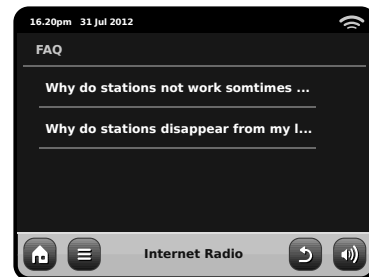 16.20pm 31 Jul 2012
FAQ
Why do stations not work somtimes ...
Why do stations disappear from my l...
Internet Radio